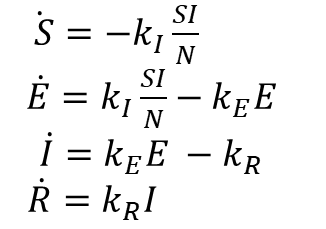 Ṡ = −k_I SI/N
Ė = k_I SI/N − k_E E
İ = k_E E − k_R
Ṙ = k_R I